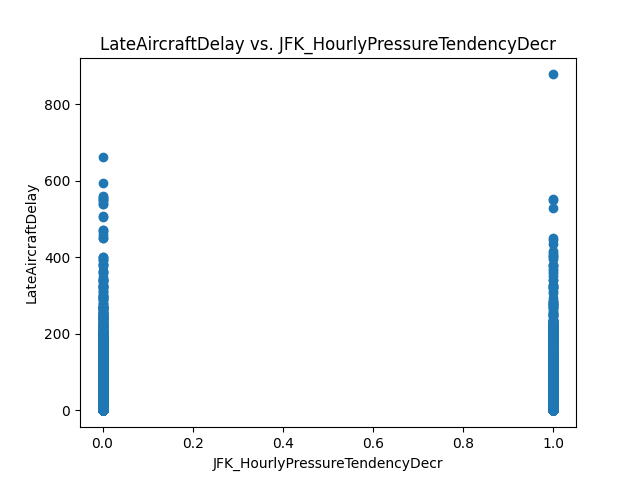 LateAircraftDelay vs. JFK_HourlyPressureTendencyDecr
LateAircraftDelay
800
600
400
200
0
0.0 0.2 0.4 0.6 0.8 1.0
JFK_HourlyPressureTendencyDecr